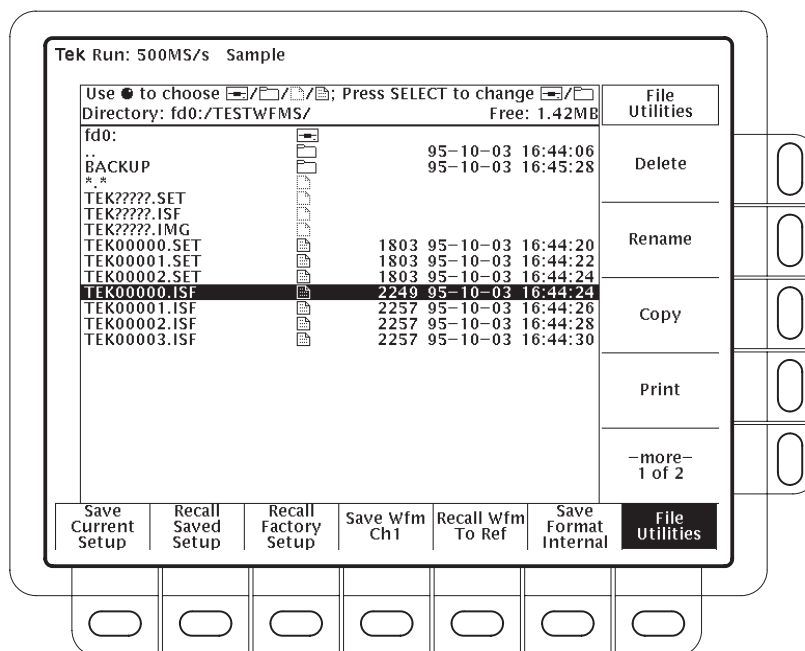 Tek Run: 500MS/s Sample
Use to choose / / / ; Press SELECT to change /
Directory: fd0:/TESTWFMS/ Free: 1.42MB
fd0:
.. 95-10-03 16:44:06
BACKUP 95-10-03 16:45:28
*.*
TEK?????.SET
TEK?????.ISF
TEK?????.IMG
TEK00000.SET 1803 95-10-03 16:44:20
TEK00001.SET 1803 95-10-03 16:44:22
TEK00002.SET 1803 95-10-03 16:44:24
TEK00000.ISF 2249 95-10-03 16:44:24
TEK00001.ISF 2257 95-10-03 16:44:26
TEK00002.ISF 2257 95-10-03 16:44:28
TEK00003.ISF 2257 95-10-03 16:44:30
File
Utilities
Delete
Rename
Copy
Print
-more-
1 of 2
Save
Current
Setup
Recall
Saved
Setup
Recall
Factory
Setup
Save Wfm
Ch1
Recall Wfm
To Ref
Save
Format
Internal
File
Utilities